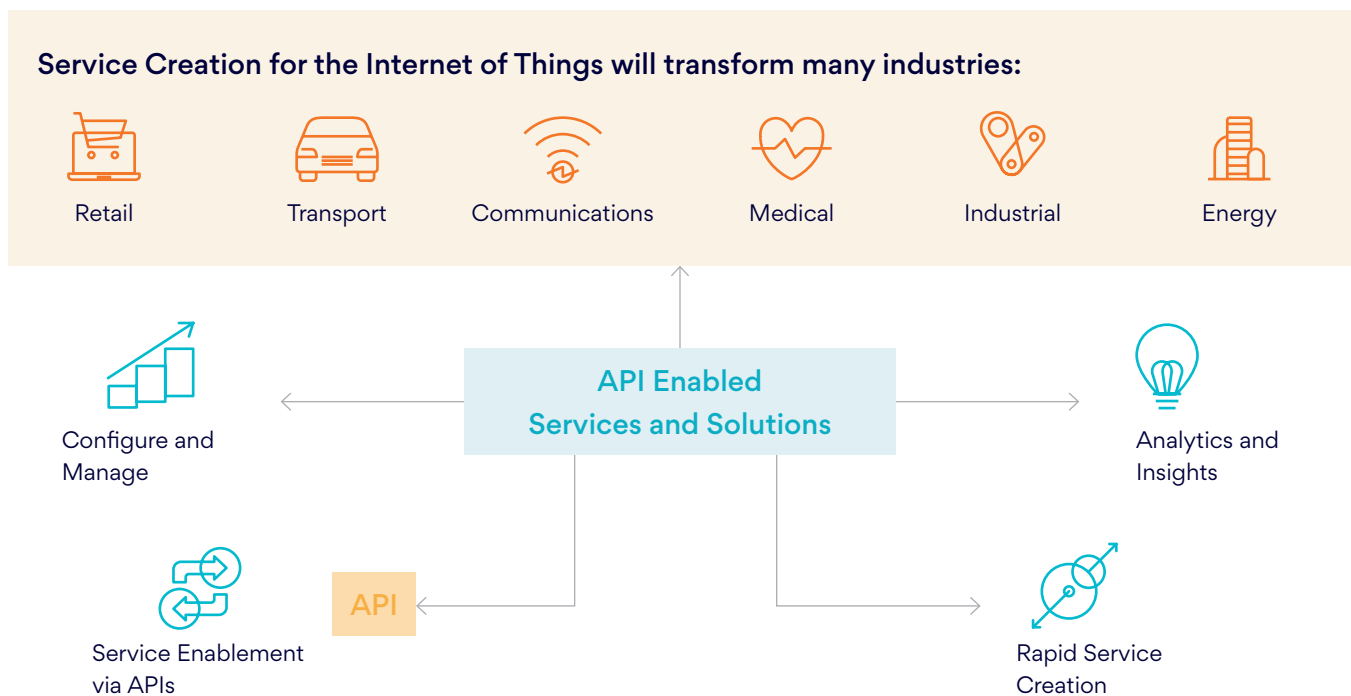 Service Creation for the Internet of Things will transform many industries:
Retail
Transport
Communications
Medical
Industrial
Energy
API Enabled
Services and Solutions
Configure and
Manage
Analytics and
Insights
API
Service Enablement
via APIs
Rapid Service
Creation